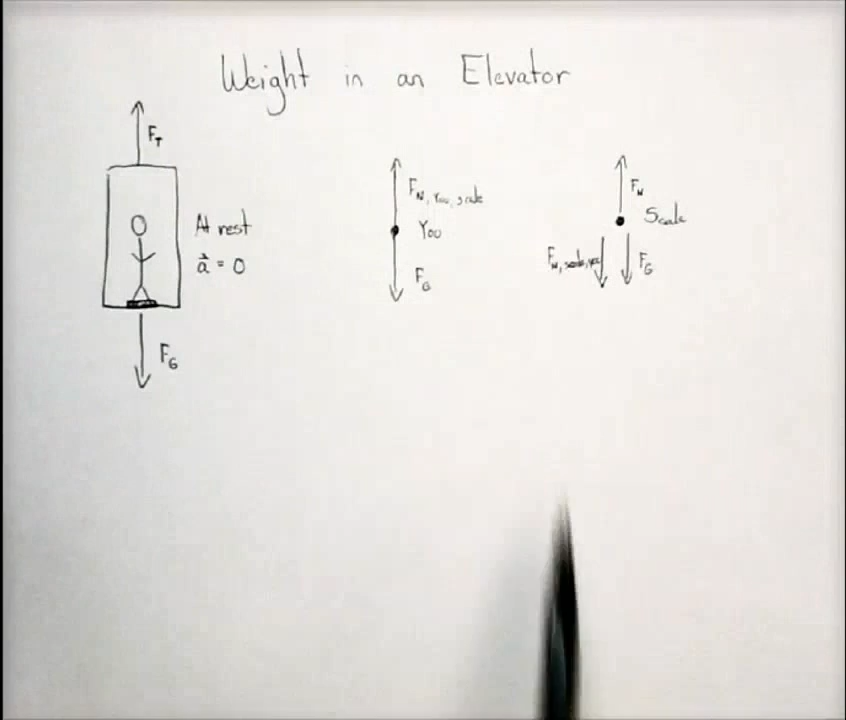 Weight in an Elevator
F_T
At rest
a⃗ = 0
F_G
F_N, You, scale
You
F_G
F_N
Scale
F_N, scale, you
F_G